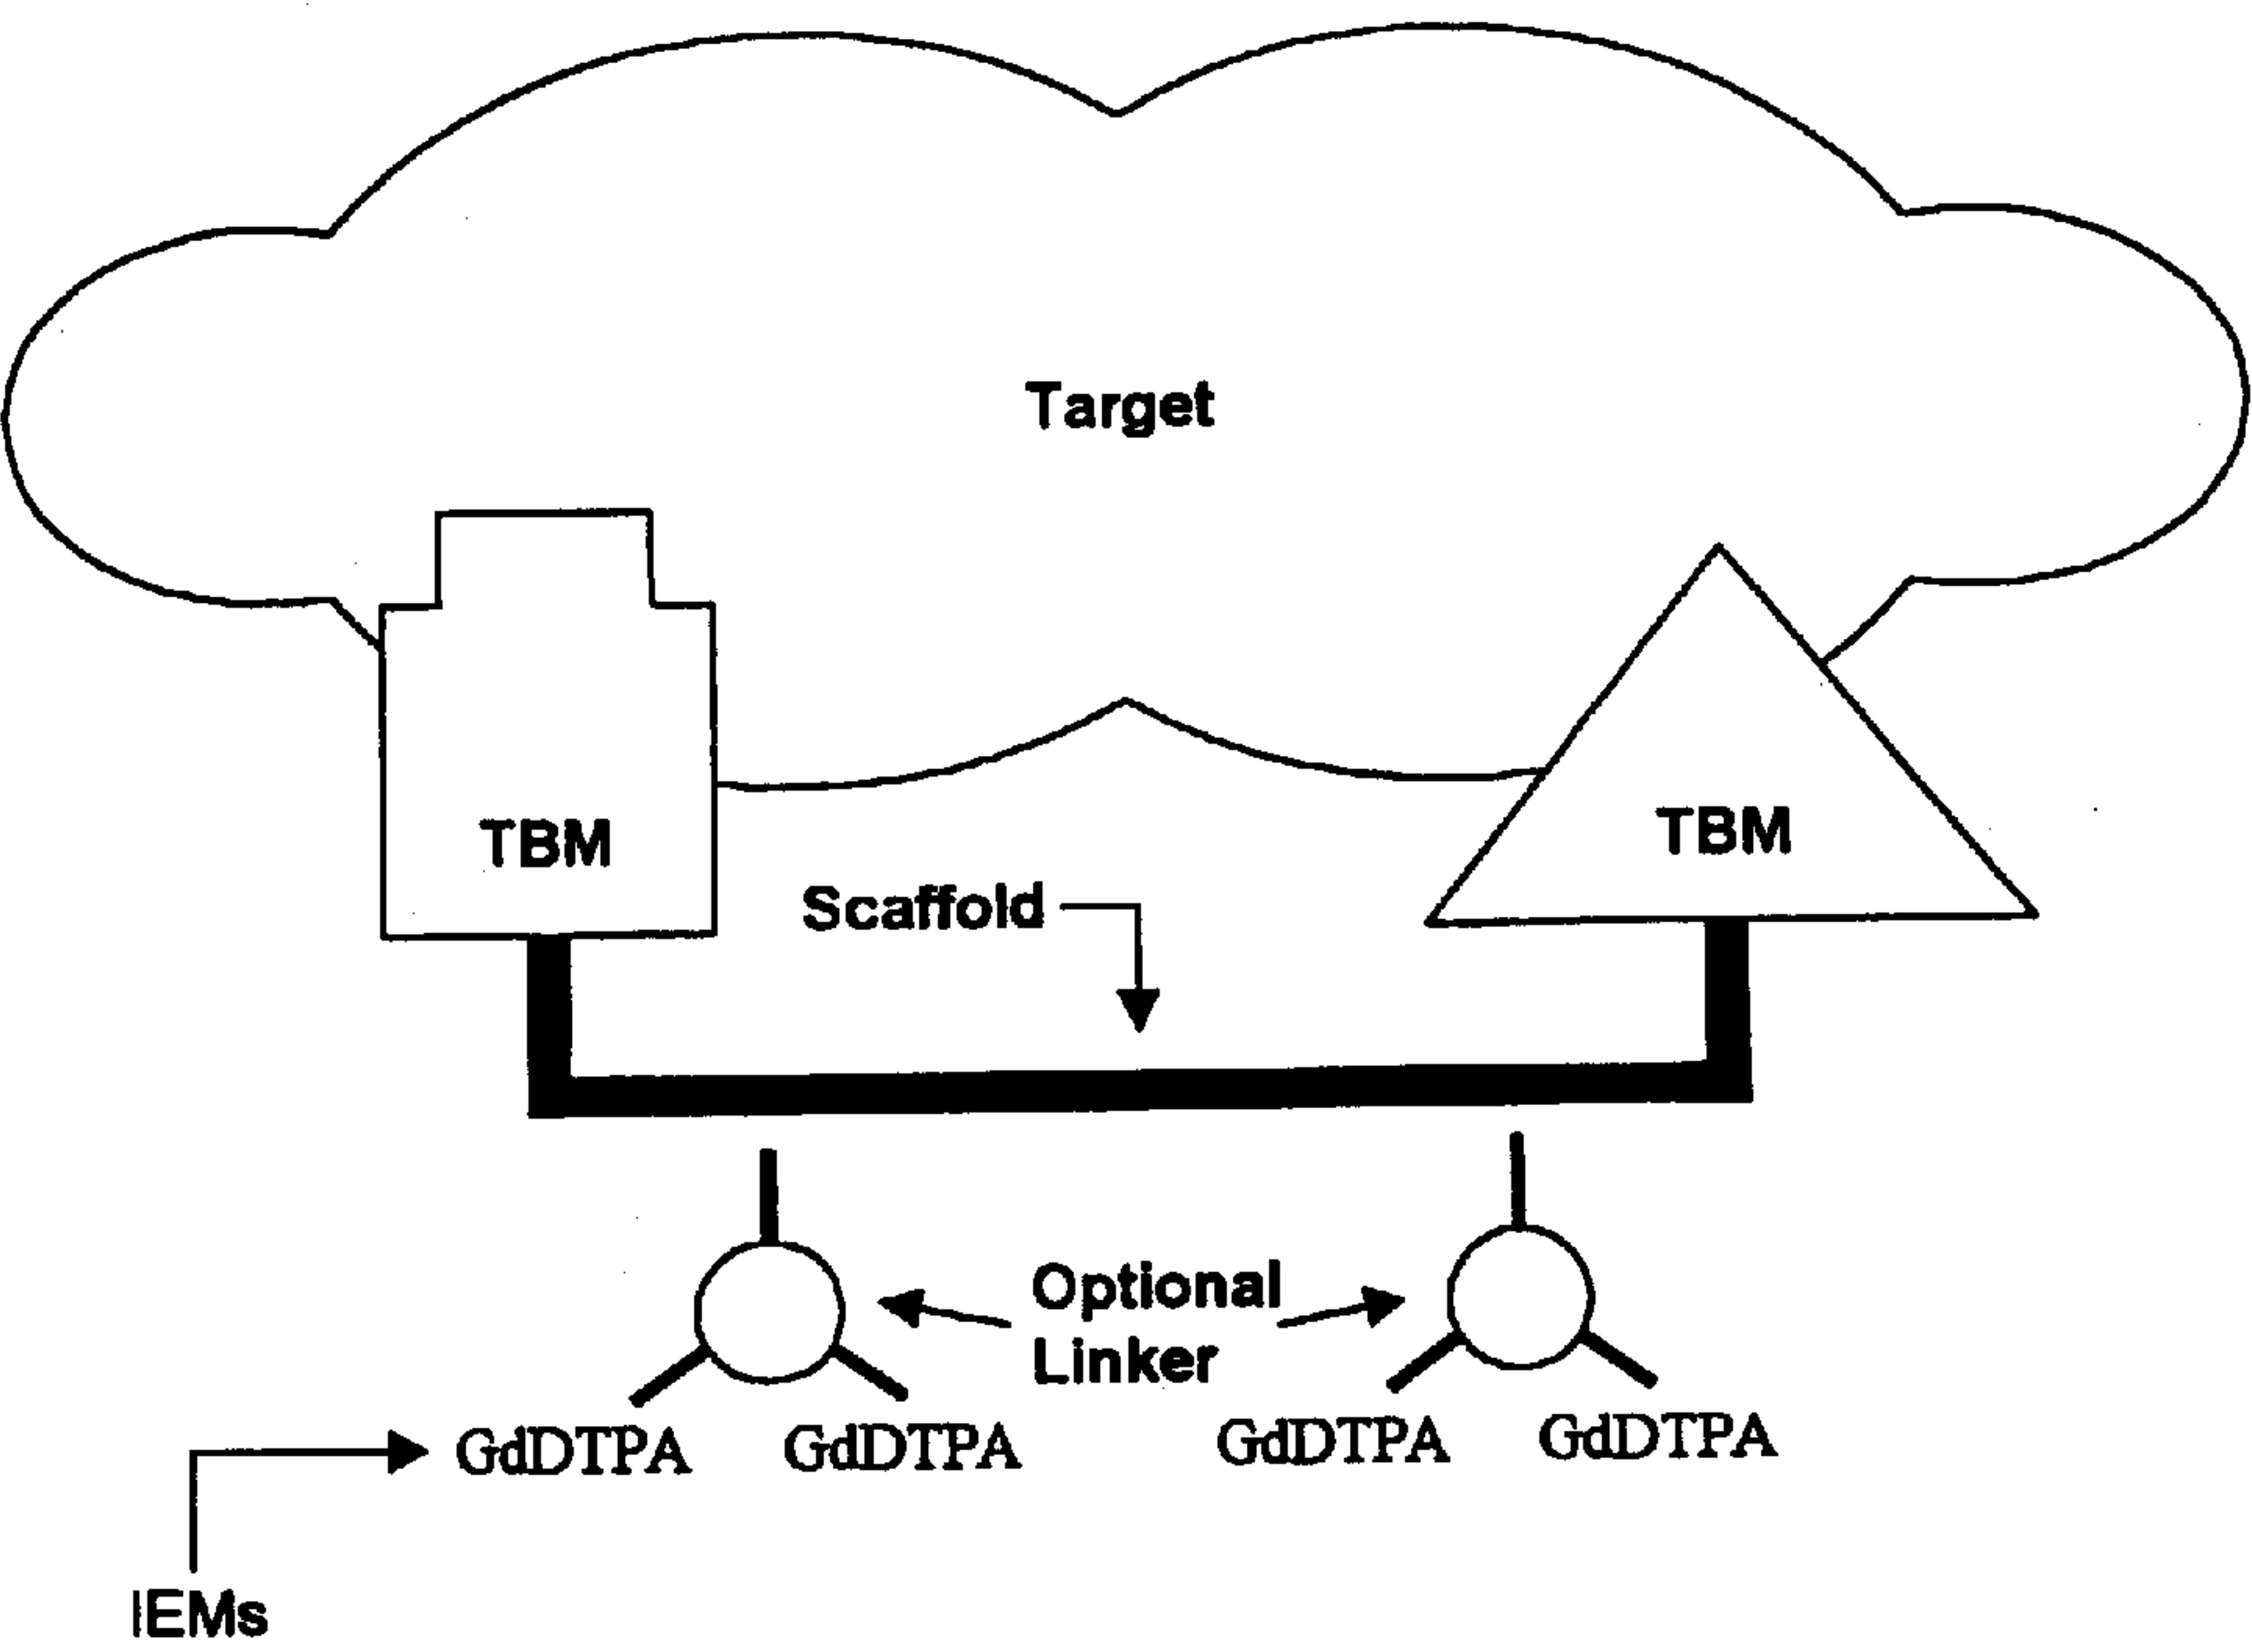 Target
TBM
TBM
Scaffold
Optional
Linker
GdDTPA GdDTPA GdDTPA GdDTPA
IEMs